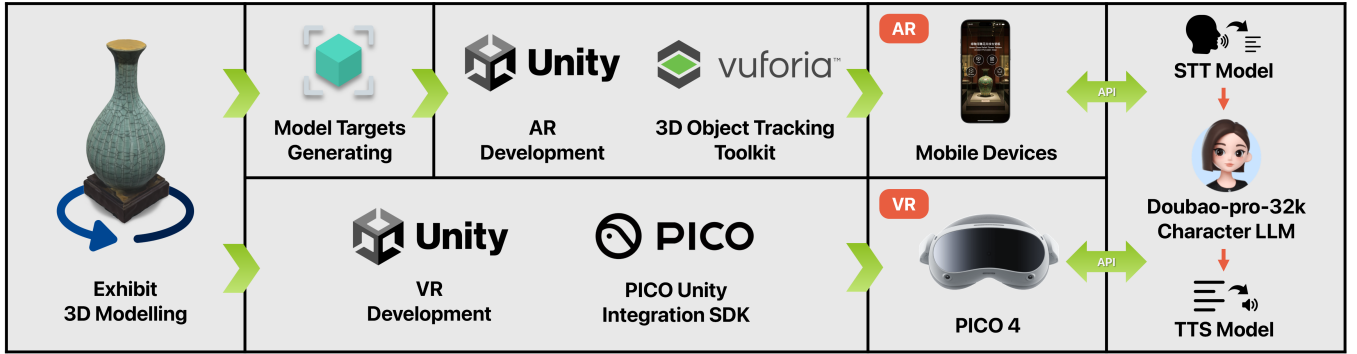 Exhibit
3D Modelling
Model Targets
Generating
Unity
AR
Development
vuforia™
3D Object Tracking
Toolkit
AR
Mobile Devices
API
Unity
VR
Development
PICO
PICO Unity
Integration SDK
VR
PICO 4
API
STT Model
Doubao-pro-32k
Character LLM
TTS Model